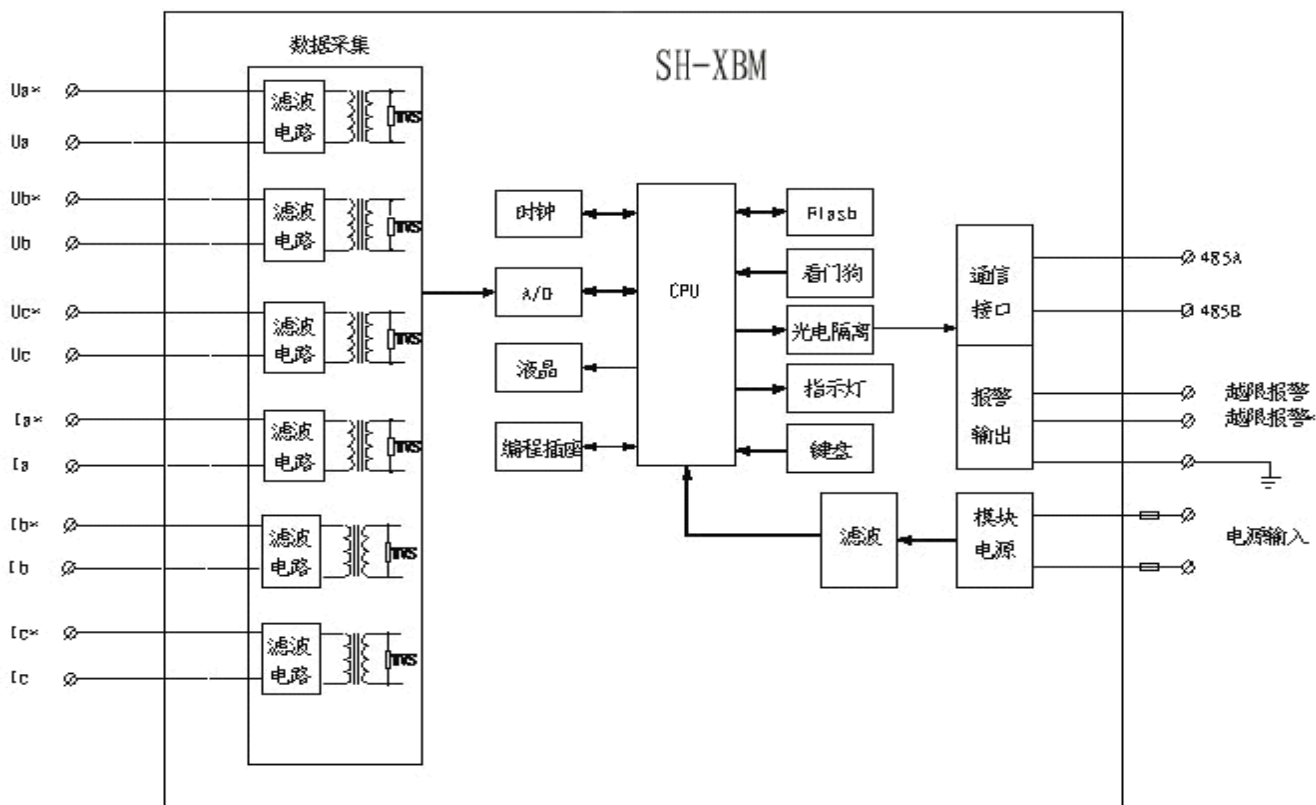 数据采集
SH-XBM
Ua*
Ua
滤波
电路
TVS
Ub*
Ub
滤波
电路
TVS
Uc*
Uc
滤波
电路
TVS
Ia*
Ia
滤波
电路
TVS
Ib*
Ib
滤波
电路
TVS
Ic*
Ic
滤波
电路
TVS
时钟
A/D
液晶
编程插座
CPU
Flash
看门狗
光电隔离
指示灯
键盘
滤波
通信
接口
报警
输出
模块
电源
485A
485B
越限报警
越限报警*
电源输入